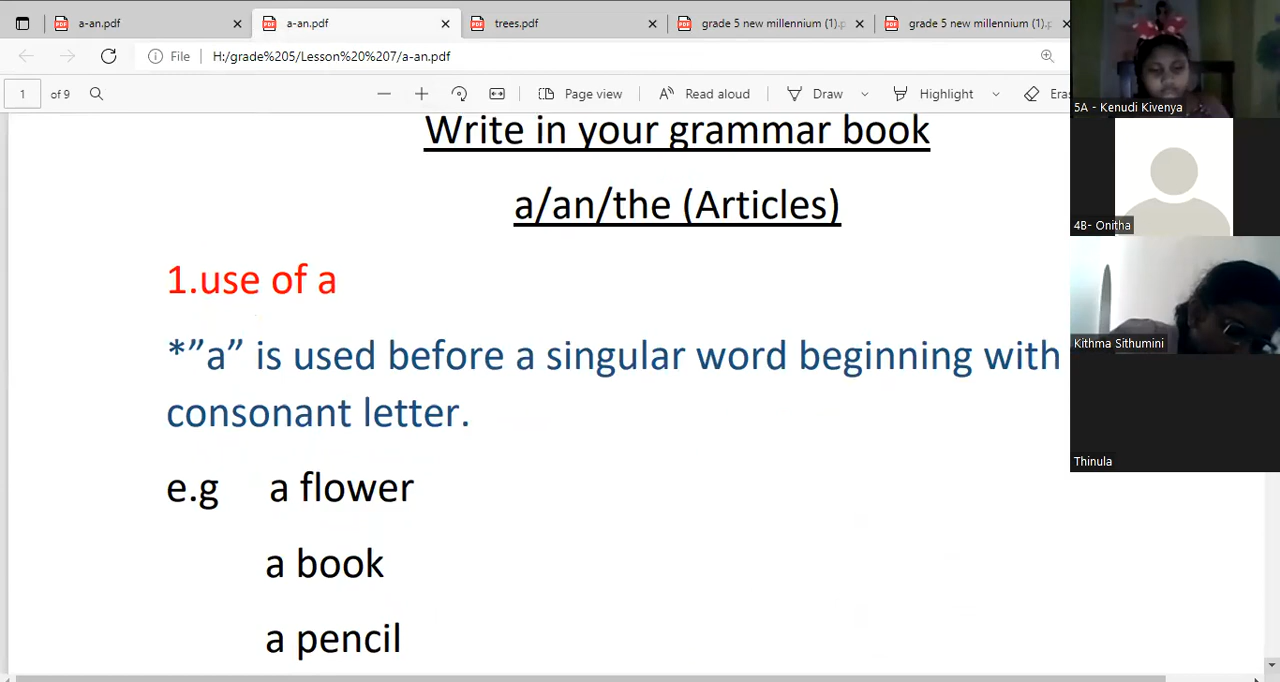 a-an.pdf
a-an.pdf
trees.pdf
grade 5 new millennium (1).p
grade 5 new millennium (1).p
File H:/grade%205/Lesson%20%207/a-an.pdf
1 of 9 Page view Read aloud Draw Highlight Eras
Write in your grammar book
a/an/the (Articles)
1.use of a
*”a” is used before a singular word beginning with
consonant letter.
e.g a flower
a book
a pencil
5A - Kenudi Kivenya
4B- Onitha
Kithma Sithumini
Thinula